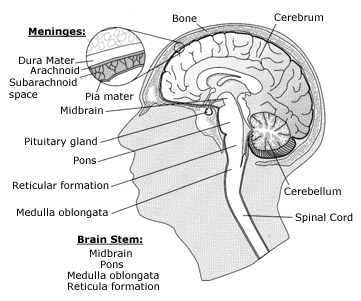 Bone
Cerebrum
Meninges:
Dura Mater
Arachnoid
Subarachnoid
space
Pia mater
Midbrain
Pituitary gland
Pons
Reticular formation
Medulla oblongata
Cerebellum
Spinal Cord
Brain Stem:
Midbrain
Pons
Medulla oblongata
Reticula formation